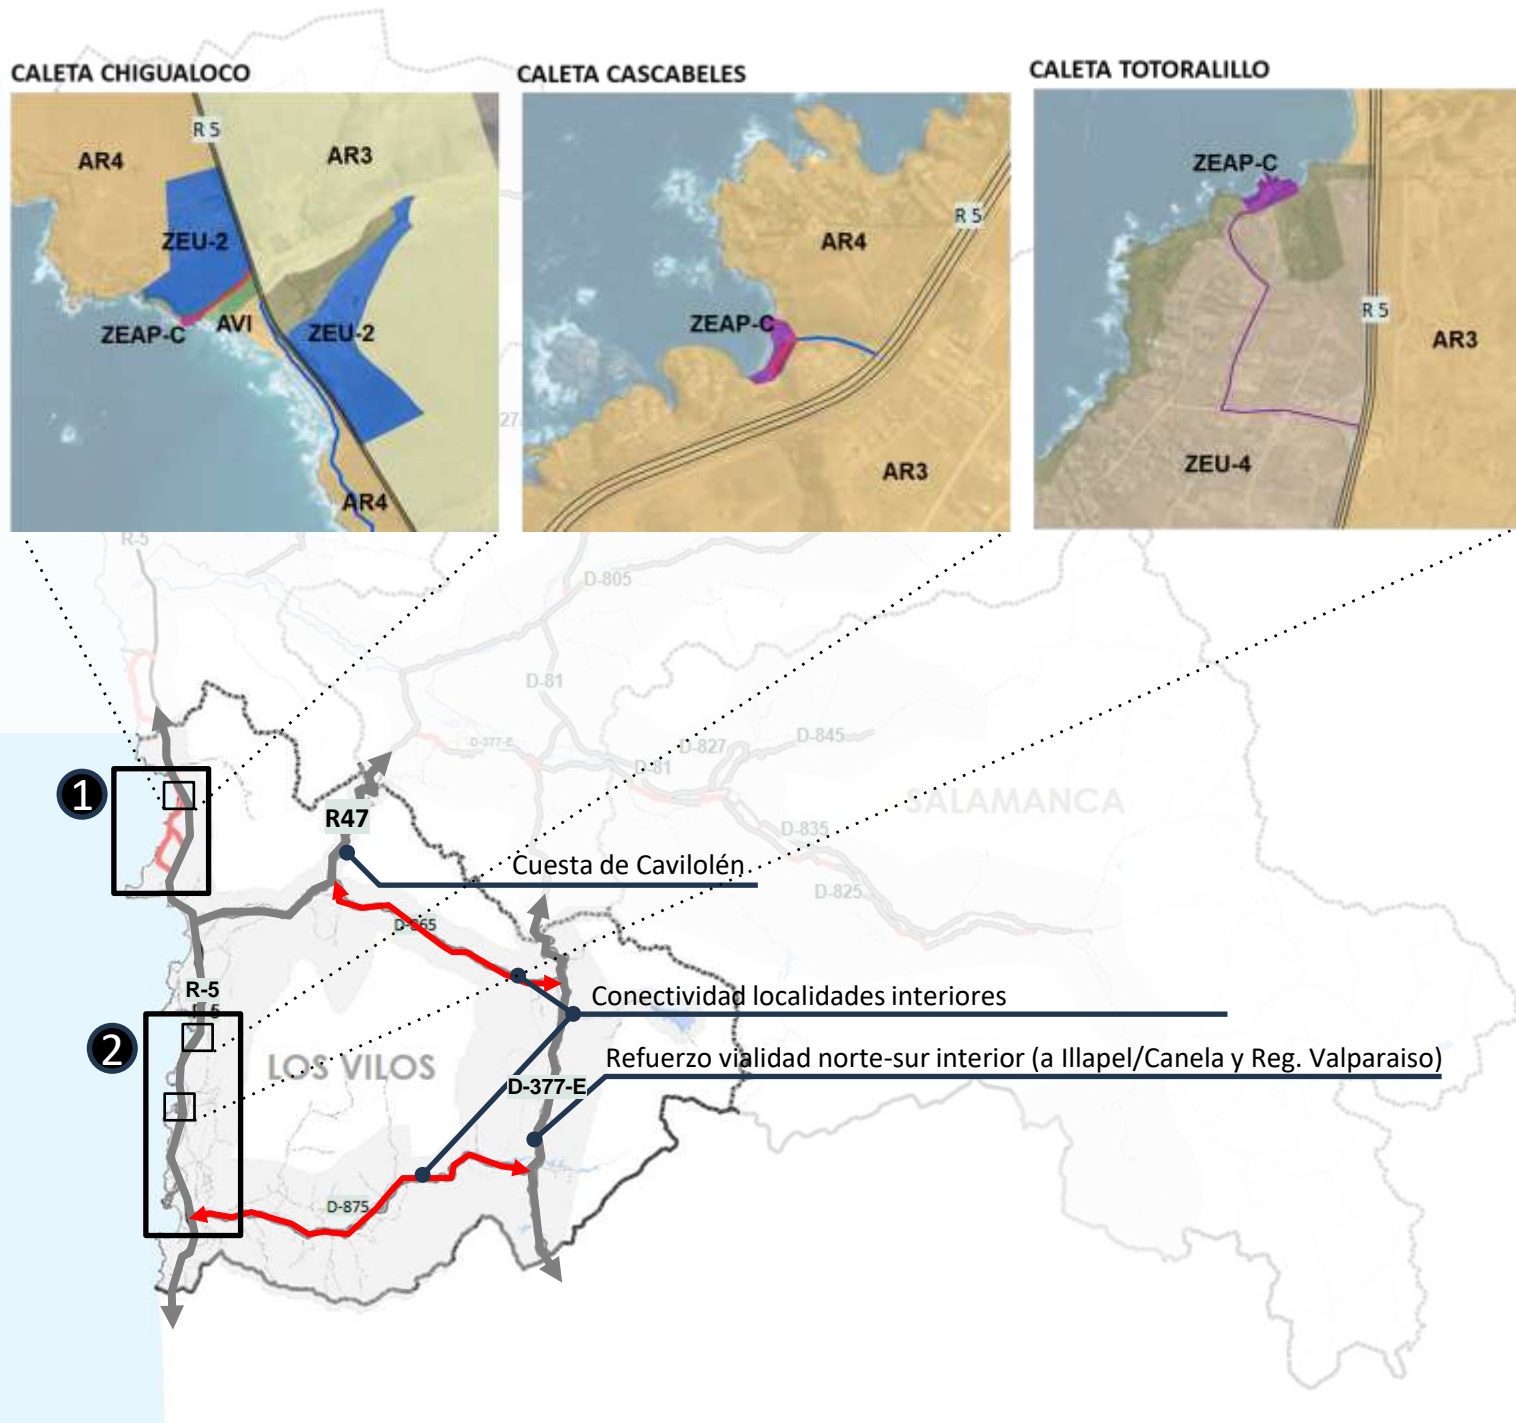 CALETA CHIGUALOCO
CALETA CASCABELES
CALETA TOTORALILLO
R 5
AR4
AR3
ZEU-2
ZEAP-C
AVI
ZEU-2
AR4
R 5
AR4
ZEAP-C
AR3
ZEAP-C
R 5
AR3
ZEU-4
R-5
D-805
D-81
D-377-E
D-827
D-845
D-81
SALAMANCA
1
R47
D-835
Cuesta de Cavilolén
D-825
D-865
R-5
Conectividad localidades interiores
2
LOS VILOS
Refuerzo vialidad norte-sur interior (a Illapel/Canela y Reg. Valparaiso)
D-377-E
D-875